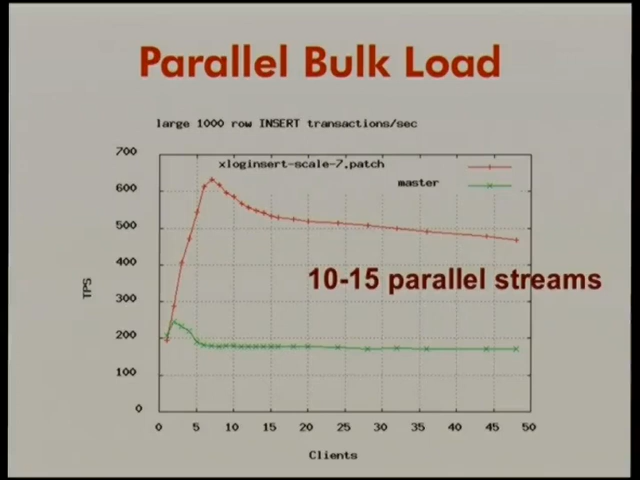 Parallel Bulk Load
large 1000 row INSERT transactions/sec
700
xloginsert-scale-7.patch
master
600
500
400
10-15 parallel streams
TPS
300
200
100
0
0 5 10 15 20 25 30 35 40 45 50
Clients